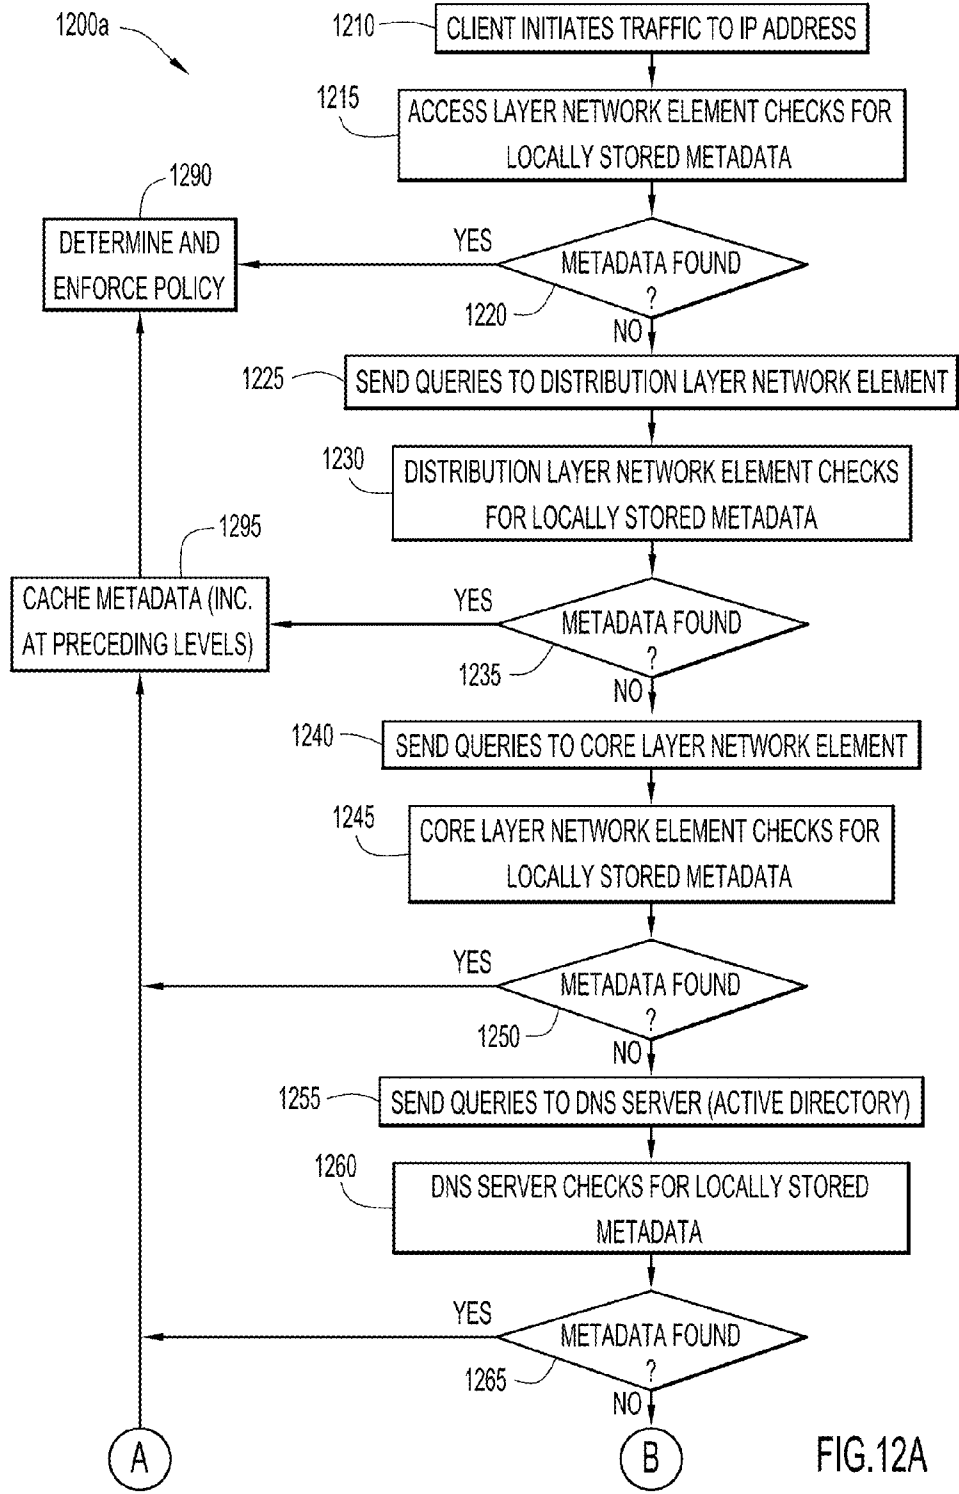 1200a
1210
CLIENT INITIATES TRAFFIC TO IP ADDRESS
1215
ACCESS LAYER NETWORK ELEMENT CHECKS FOR
LOCALLY STORED METADATA
1290
DETERMINE AND
ENFORCE POLICY
YES
METADATA FOUND
?
1220
NO
1225
SEND QUERIES TO DISTRIBUTION LAYER NETWORK ELEMENT
1230
DISTRIBUTION LAYER NETWORK ELEMENT CHECKS
FOR LOCALLY STORED METADATA
1295
CACHE METADATA (INC.
AT PRECEDING LEVELS)
YES
METADATA FOUND
?
1235
NO
1240
SEND QUERIES TO CORE LAYER NETWORK ELEMENT
1245
CORE LAYER NETWORK ELEMENT CHECKS FOR
LOCALLY STORED METADATA
YES
METADATA FOUND
?
1250
NO
1255
SEND QUERIES TO DNS SERVER (ACTIVE DIRECTORY)
1260
DNS SERVER CHECKS FOR LOCALLY STORED
METADATA
YES
METADATA FOUND
?
1265
NO
A
B
FIG.12A